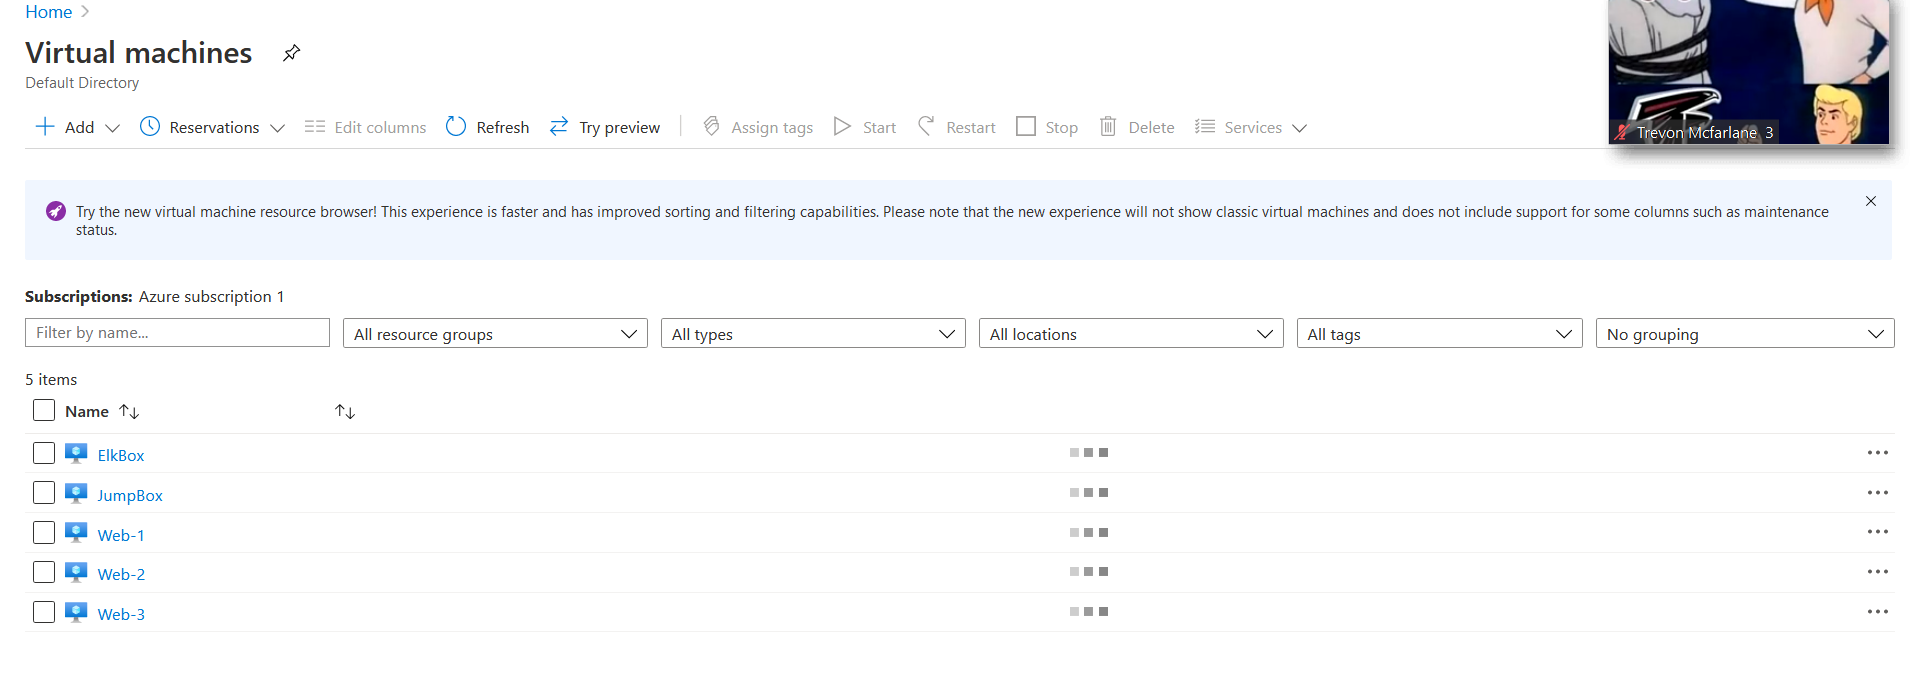 Home
Virtual machines
Default Directory
Add
Reservations
Edit columns
Refresh
Try preview
Assign tags
Start
Restart
Stop
Delete
Services
Trevon Mcfarlane 3
Try the new virtual machine resource browser! This experience is faster and has improved sorting and filtering capabilities. Please note that the new experience will not show classic virtual machines and does not include support for some columns such as maintenance
status.
Subscriptions: Azure subscription 1
Filter by name...
All resource groups
All types
All locations
All tags
No grouping
5 items
Name
ElkBox
JumpBox
Web-1
Web-2
Web-3